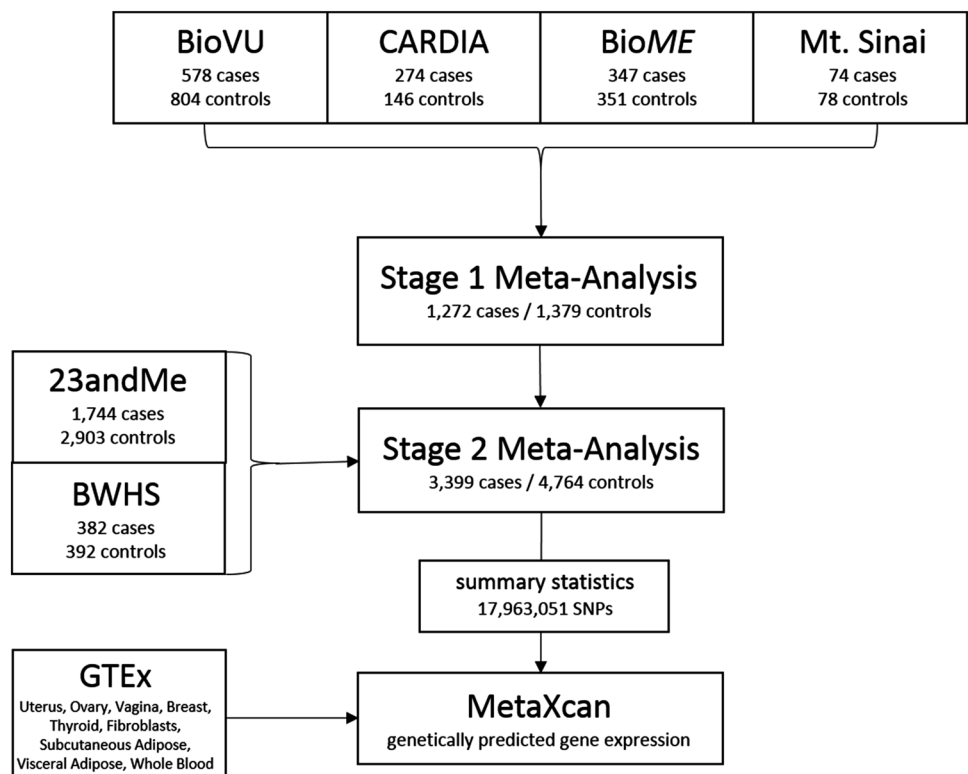 BioVU
578 cases
804 controls
CARDIA
274 cases
146 controls
BioME
347 cases
351 controls
Mt. Sinai
74 cases
78 controls
Stage 1 Meta-Analysis
1,272 cases / 1,379 controls
23andMe
1,744 cases
2,903 controls
BWHS
382 cases
392 controls
Stage 2 Meta-Analysis
3,399 cases / 4,764 controls
summary statistics
17,963,051 SNPs
GTEx
Uterus, Ovary, Vagina, Breast,
Thyroid, Fibroblasts,
Subcutaneous Adipose,
Visceral Adipose, Whole Blood
MetaXcan
genetically predicted gene expression